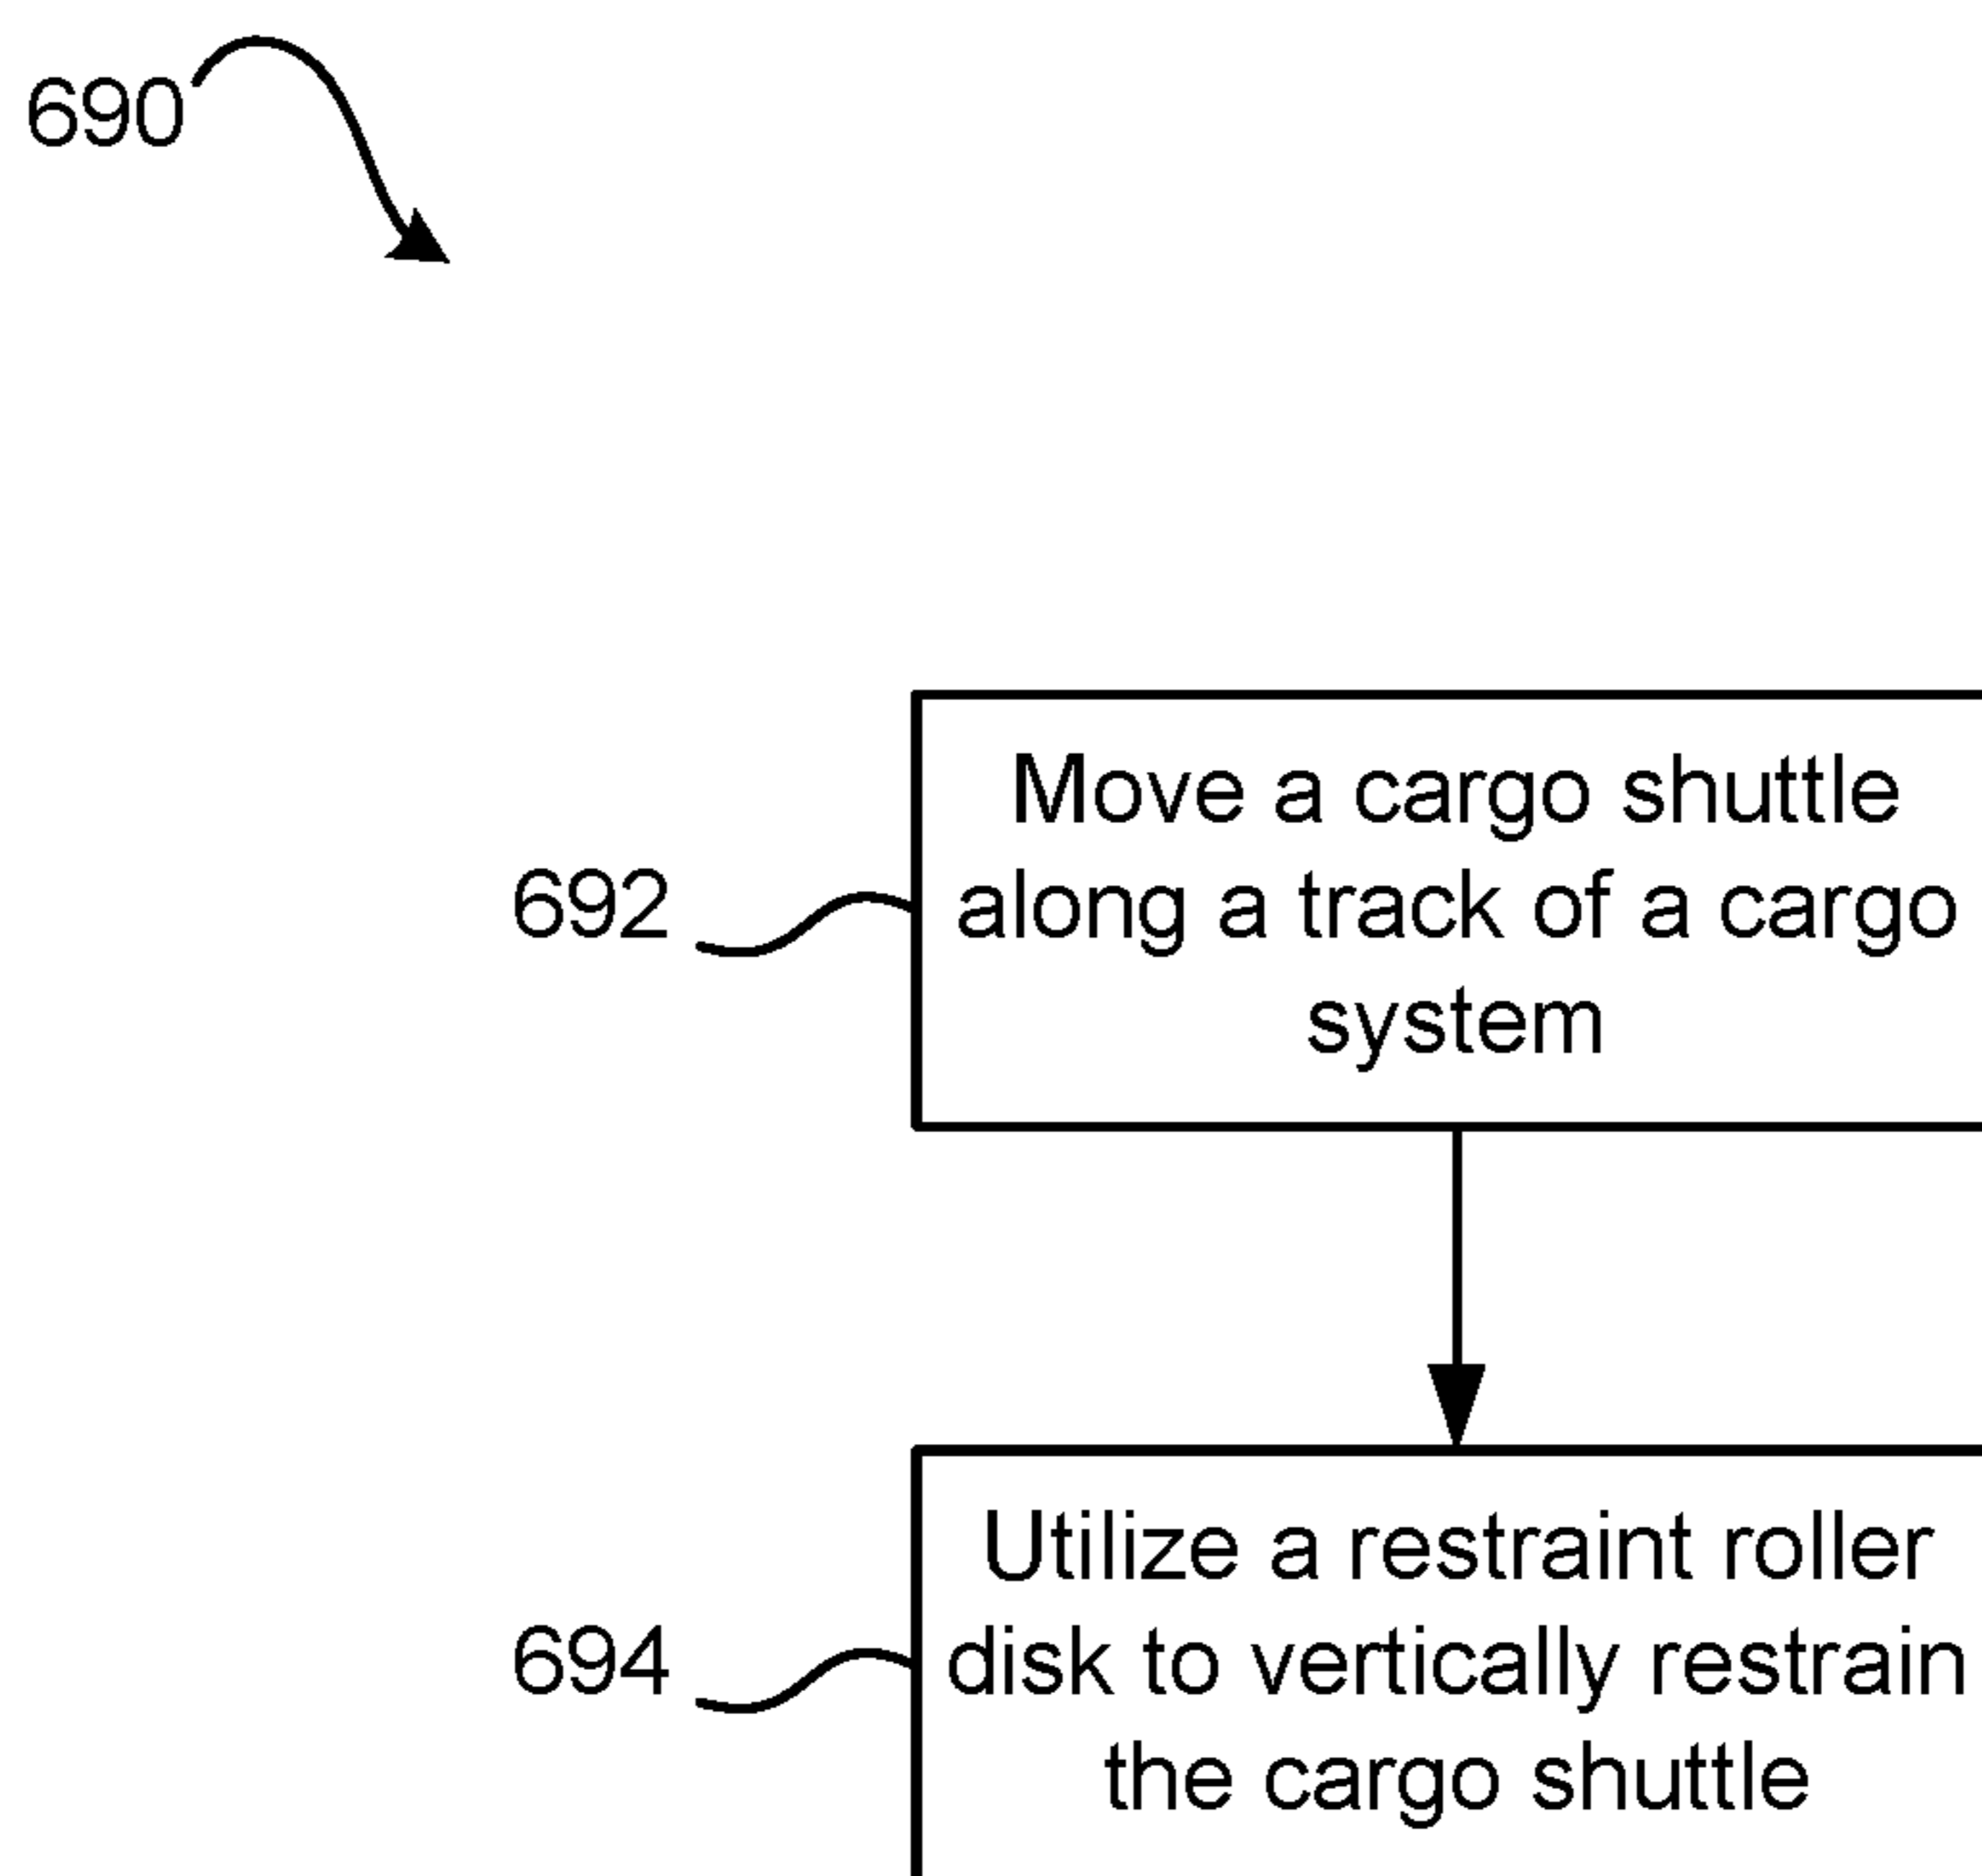 690
Move a cargo shuttle
692
along a track of a cargo
system
Utilize a restraint roller
694
disk to vertically restrain
the cargo shuttle